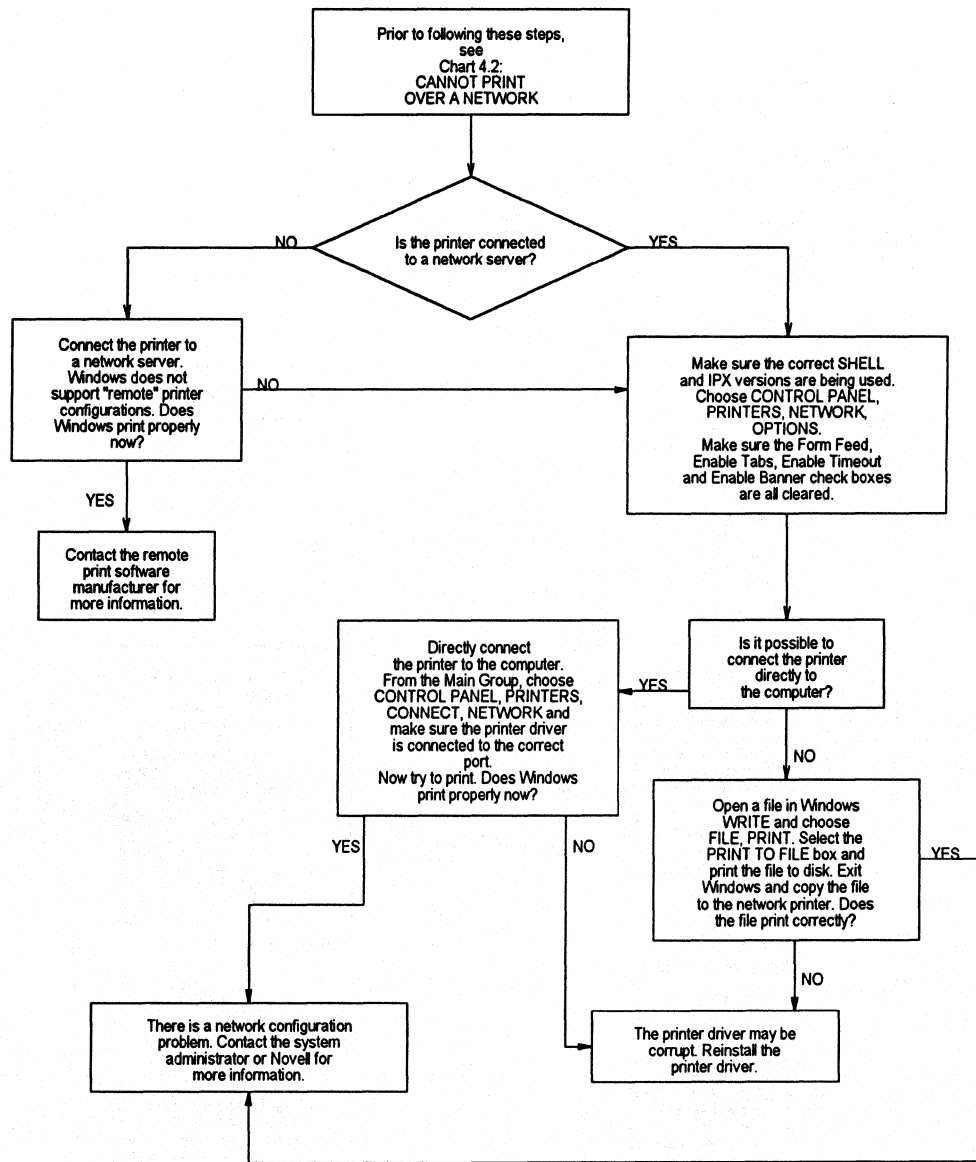 Prior to following these steps,
see
Chart 4.2:
CANNOT PRINT
OVER A NETWORK
Is the printer connected
to a network server?
NO
YES
Connect the printer to
a network server.
Windows does not
support "remote" printer
configurations. Does
Windows print properly
now?
NO
Make sure the correct SHELL
and IPX versions are being used.
Choose CONTROL PANEL,
PRINTERS, NETWORK,
OPTIONS.
Make sure the Form Feed,
Enable Tabs, Enable Timeout
and Enable Banner check boxes
are all cleared.
YES
Contact the remote
print software
manufacturer for
more information.
Is it possible to
connect the printer
directly to
the computer?
YES
Directly connect
the printer to the computer.
From the Main Group, choose
CONTROL PANEL, PRINTERS,
CONNECT, NETWORK and
make sure the printer driver
is connected to the correct
port.
Now try to print. Does Windows
print properly now?
NO
Open a file in Windows
WRITE and choose
FILE, PRINT. Select the
PRINT TO FILE box and
print the file to disk. Exit
Windows and copy the file
to the network printer. Does
the file print correctly?
YES
YES
NO
NO
There is a network configuration
problem. Contact the system
administrator or Novell for
more information.
The printer driver may be
corrupt. Reinstall the
printer driver.